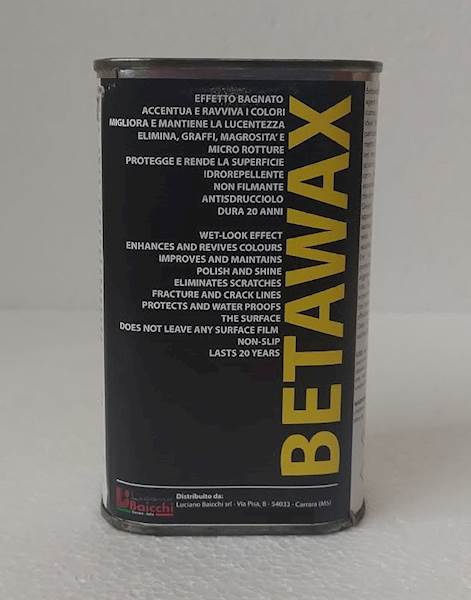 EFFETTO BAGNATO
ACCENTUA E RAVVIVA I COLORI
MIGLIORA E MANTIENE LA LUCENTEZZA
ELIMINA, GRAFFI, MAGROSITA' E
MICRO ROTTURE
PROTEGGE E RENDE LA SUPERFICIE
IDROREPELLENTE
NON FILMANTE
ANTISDRUCCIOLO
DURA 20 ANNI
WET-LOOK EFFECT
ENHANCES AND REVIVES COLOURS
IMPROVES AND MAINTAINS
POLISH AND SHINE
ELIMINATES SCRATCHES
FRACTURE AND CRACK LINES
PROTECTS AND WATER PROOFS
THE SURFACE
DOES NOT LEAVE ANY SURFACE FILM
NON-SLIP
LASTS 20 YEARS
BETAWAX
Luciano
Baicchi
Distribuito da:
Luciano Baicchi srl - Via Pisa, 8 - 54033 - Carrara (MS)